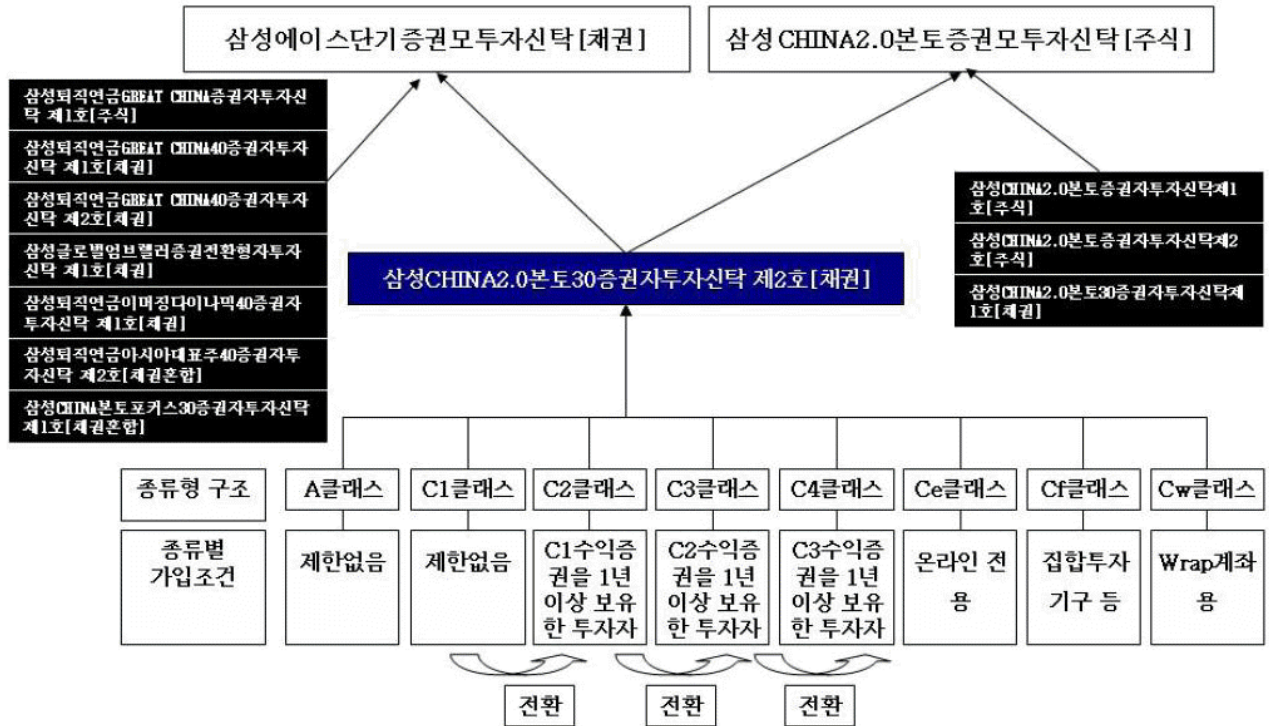 삼성에이스단기증권모투자신탁[채권]
삼성CHINA2.0본토증권모투자신탁[주식]
삼성퇴직연금GREAT CHINA증권자투자신
탁 제1호[주식]
삼성퇴직연금GREAT CHINA40증권자투자
신탁 제1호[채권]
삼성퇴직연금GREAT CHINA40증권자투자
신탁 제2호[채권]
삼성글로벌엄브렐러증권전환형자투자
신탁 제1호[채권]
삼성퇴직연금이머징다이나믹40증권자
투자신탁 제1호[채권]
삼성퇴직연금아시아대표주40증권자투
자신탁 제2호[채권혼합]
삼성CHINA본토포커스30증권자투자신탁
제1호[채권혼합]
삼성CHINA2.0본토증권자투자신탁제1
호[주식]
삼성CHINA2.0본토증권자투자신탁제2
호[주식]
삼성CHINA2.0본토30증권자투자신탁제
1호[채권]
삼성CHINA2.0본토30증권자투자신탁 제2호[채권]
종류형 구조
A클래스
C1클래스
C2클래스
C3클래스
C4클래스
Ce클래스
Cf클래스
Cw클래스
종류별
가입조건
제한없음
제한없음
C1수익증
권을 1년
이상 보유
한 투자자
C2수익증
권을 1년
이상 보유
한 투자자
C3수익증
권을 1년
이상 보유
한 투자자
온라인 전
용
집합투자
기구 등
Wrap계좌
용
전환
전환
전환